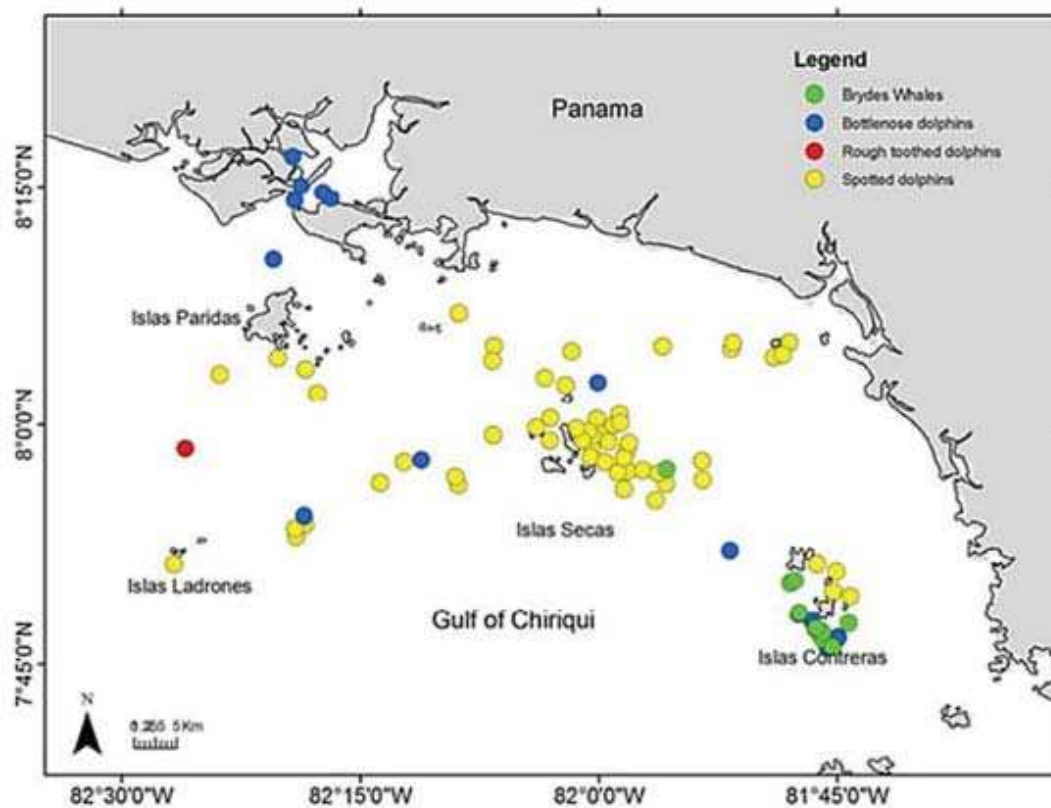 Legend
Brydes Whales
Bottlenose dolphins
Rough toothed dolphins
Spotted dolphins
Panama
8°15'0"N
Islas Paridas
8°0'0"N
Islas Secas
Islas Ladrones
Gulf of Chiriqui
Islas Contreras
7°45'0"N
N
5 Km
82°30'0"W 82°15'0"W 82°0'0"W 81°45'0"W